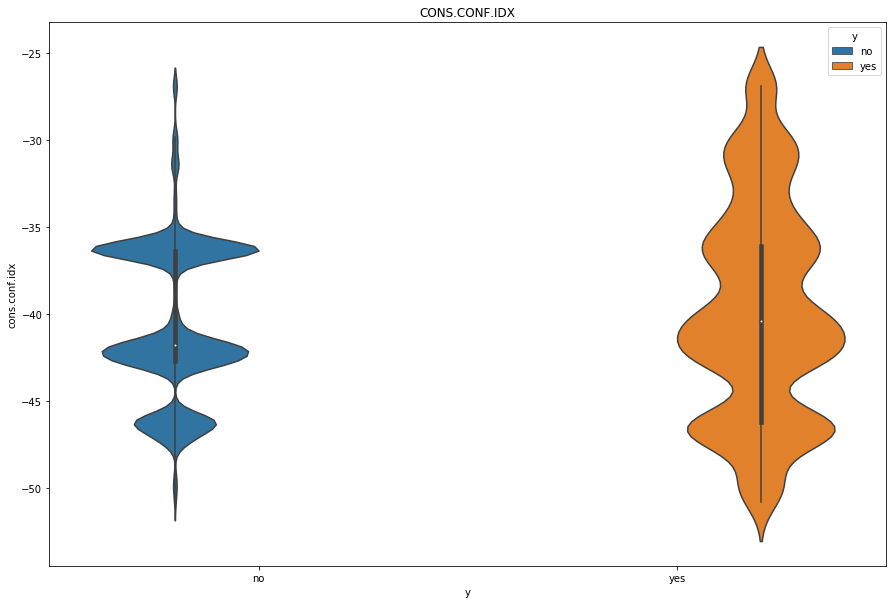 CONS.CONF.IDX
y
no
yes
−25
−30
−35
−40
−45
−50
cons.conf.idx
no
yes
y